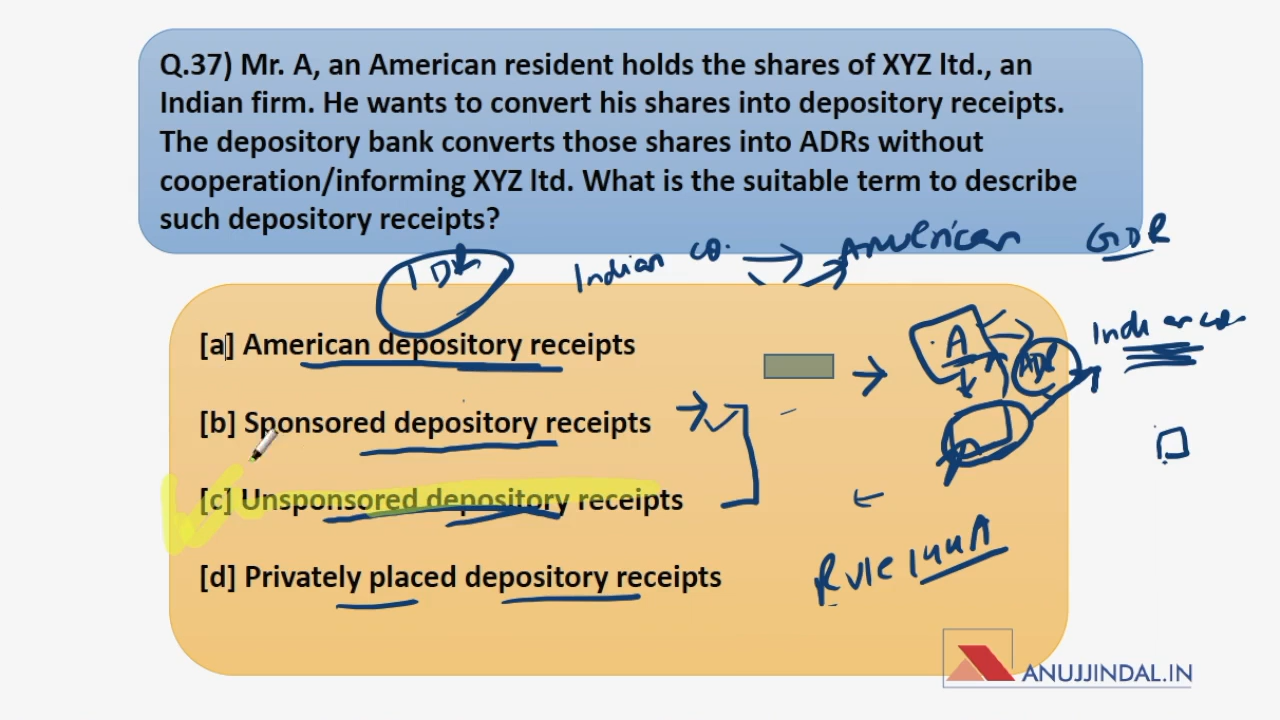 Q.37) Mr. A, an American resident holds the shares of XYZ ltd., an
Indian firm. He wants to convert his shares into depository receipts.
The depository bank converts those shares into ADRs without
cooperation/informing XYZ ltd. What is the suitable term to describe
such depository receipts?
IDR
Indian co.
American
GDR
[a] American depository receipts
A
ADR
Indian co
[b] Sponsored depository receipts
[c] Unsponsored depository receipts
[d] Privately placed depository receipts
Rule 144A
ANUJJINDAL.IN